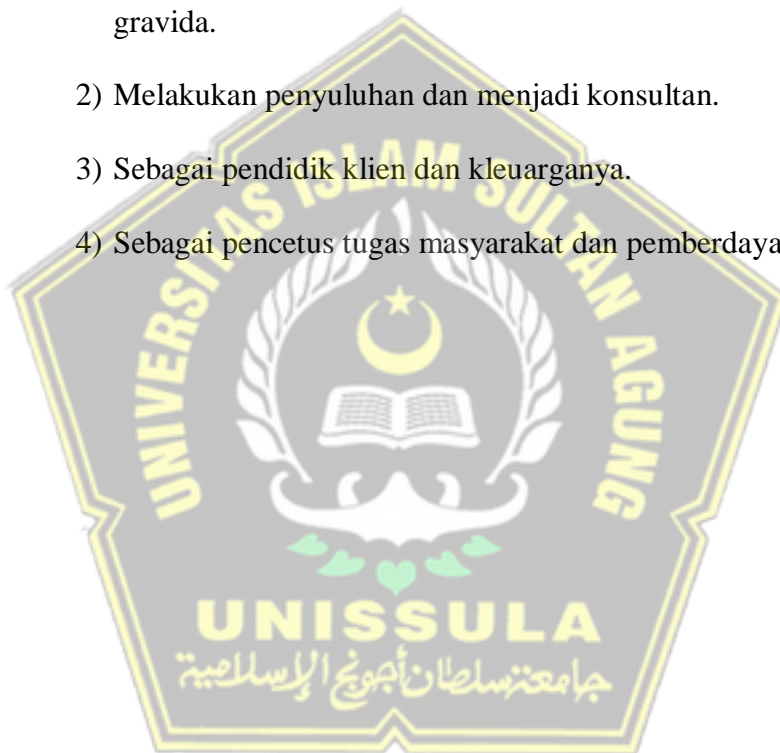 gravida.
2) Melakukan penyuluhan dan menjadi konsultan.
3) Sebagai pendidik klien dan kleuarganya.
4) Sebagai pencetus tugas masyarakat dan pemberdaya
UNIVERSITAS ISLAM SULTAN AGUNG
UNISSULA
جامعة سلطان أجونج الإسلامية